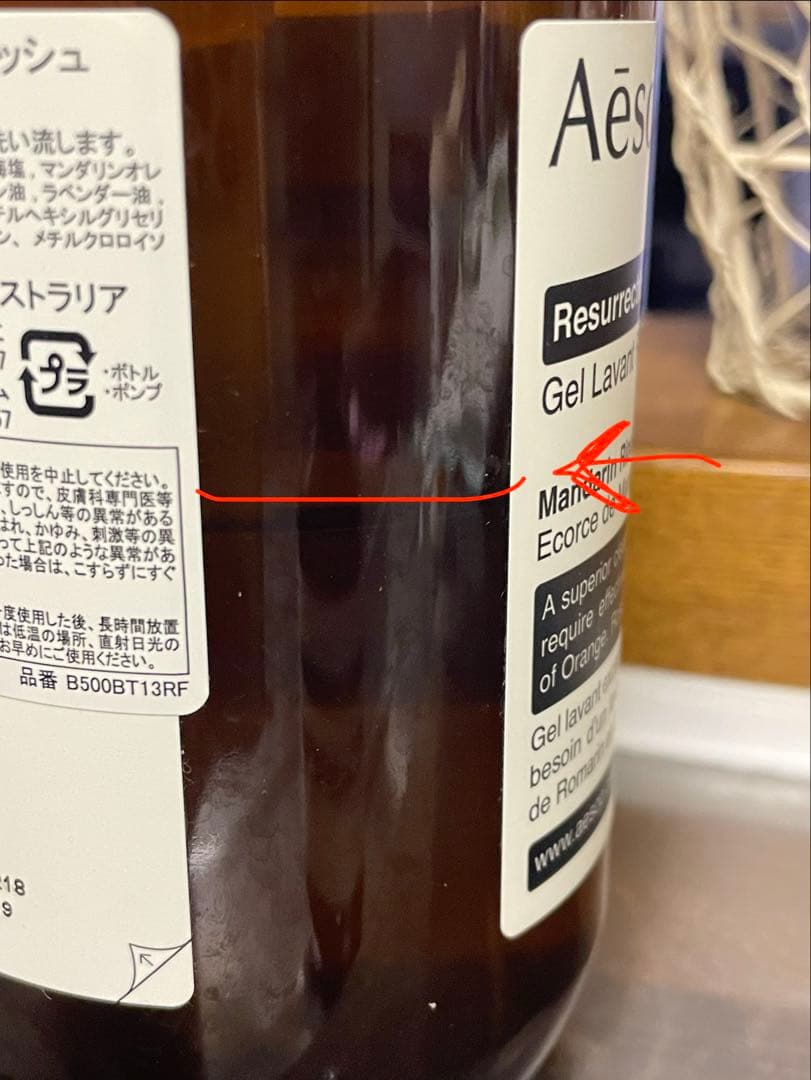 ッシュ
洗い流します。
海塩,マンダリンオレ
ン油,ラベンダー油,
チルヘキシルグリセリ
ン、メチルクロロイソ
ストラリア
プラ
・ボトル
・ポンプ
使用を中止してください。
ますので、皮膚科専門医等
、しっしん等の異常がある
はれ、かゆみ、刺激等の異
って上記のような異常があ
った場合は、こすらずにすぐ
度使用した後、長時間放置
は低温の場所、直射日光の
お早めにご使用ください。
品番 B500BT13RF
Aēso
Resurrec
Gel Lavant
Mandarin
Ecorce de
A superior
require effe
of Orange,
Gel lavant
besoin d'un
de Romarin
www.aesop